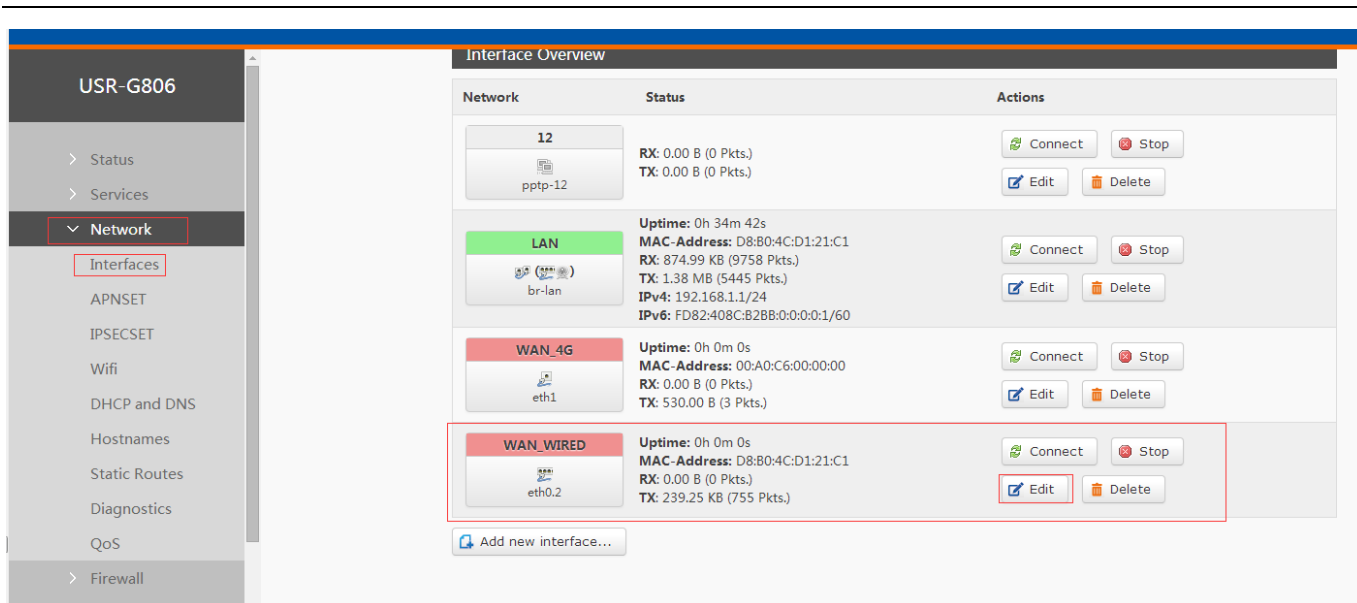 Interface Overview
USR-G806
Status
Services
Network
Interfaces
APNSET
IPSECSET
Wifi
DHCP and DNS
Hostnames
Static Routes
Diagnostics
QoS
Firewall
Network Status Actions
12
pptp-12
RX: 0.00 B (0 Pkts.)
TX: 0.00 B (0 Pkts.)
Connect Stop
Edit Delete
LAN
br-lan
Uptime: 0h 34m 42s
MAC-Address: D8:B0:4C:D1:21:C1
RX: 874.99 KB (9758 Pkts.)
TX: 1.38 MB (5445 Pkts.)
IPv4: 192.168.1.1/24
IPv6: FD82:408C:B2BB:0:0:0:0:1/60
Connect Stop
Edit Delete
WAN_4G
eth1
Uptime: 0h 0m 0s
MAC-Address: 00:A0:C6:00:00:00
RX: 0.00 B (0 Pkts.)
TX: 530.00 B (3 Pkts.)
Connect Stop
Edit Delete
WAN_WIRED
eth0.2
Uptime: 0h 0m 0s
MAC-Address: D8:B0:4C:D1:21:C1
RX: 0.00 B (0 Pkts.)
TX: 239.25 KB (755 Pkts.)
Connect Stop
Edit Delete
Add new interface...